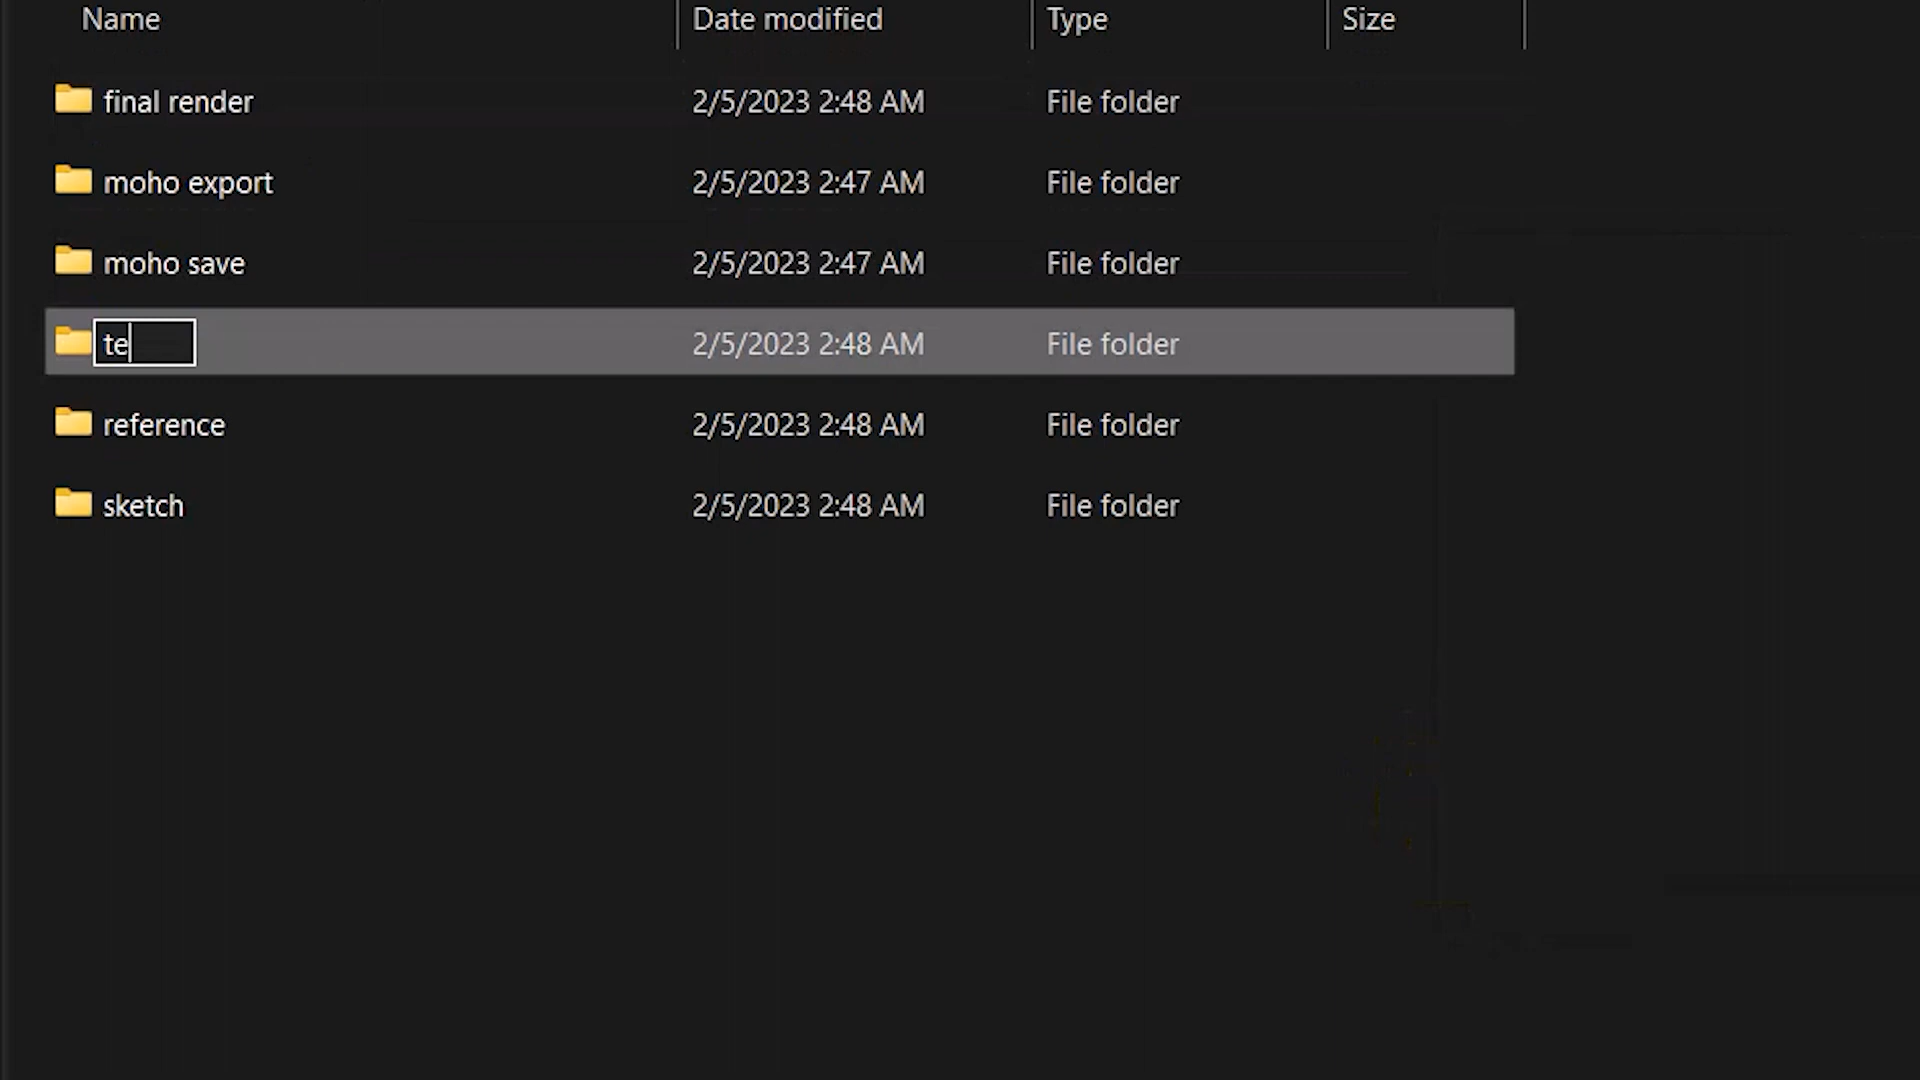 Name Date modified Type Size
final render 2/5/2023 2:48 AM File folder
moho export 2/5/2023 2:47 AM File folder
moho save 2/5/2023 2:47 AM File folder
te 2/5/2023 2:48 AM File folder
reference 2/5/2023 2:48 AM File folder
sketch 2/5/2023 2:48 AM File folder